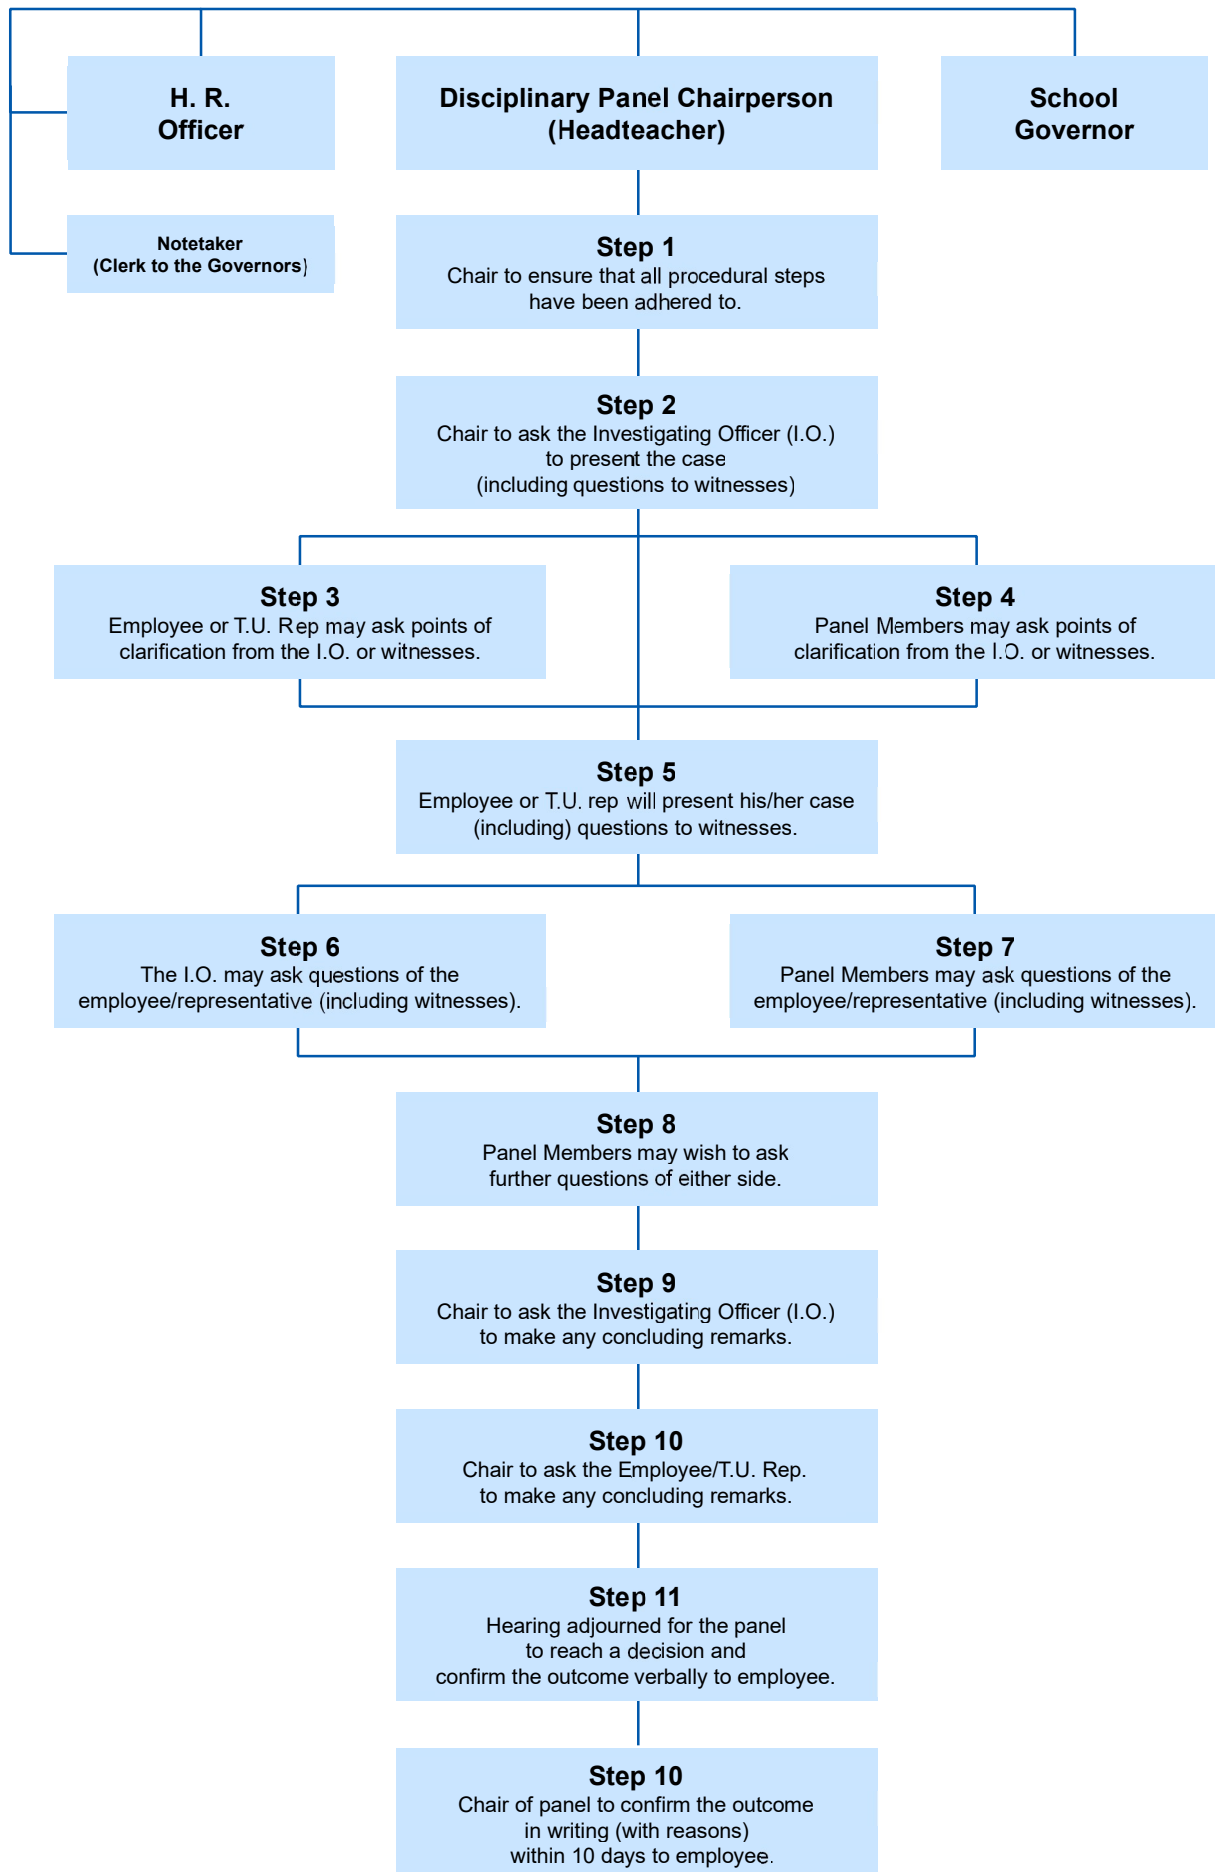 H. R.
Officer
Disciplinary Panel Chairperson
(Headteacher)
School
Governor
Notetaker
(Clerk to the Governors)
Step 1
Chair to ensure that all procedural steps
have been adhered to.
Step 2
Chair to ask the Investigating Officer (I.O.)
to present the case
(including questions to witnesses)
Step 3
Employee or T.U. Rep may ask points of
clarification from the I.O. or witnesses.
Step 4
Panel Members may ask points of
clarification from the I.O. or witnesses.
Step 5
Employee or T.U. rep will present his/her case
(including) questions to witnesses.
Step 6
The I.O. may ask questions of the
employee/representative (including witnesses).
Step 7
Panel Members may ask questions of the
employee/representative (including witnesses).
Step 8
Panel Members may wish to ask
further questions of either side.
Step 9
Chair to ask the Investigating Officer (I.O.)
to make any concluding remarks.
Step 10
Chair to ask the Employee/T.U. Rep.
to make any concluding remarks.
Step 11
Hearing adjourned for the panel
to reach a decision and
confirm the outcome verbally to employee.
Step 10
Chair of panel to confirm the outcome
in writing (with reasons)
within 10 days to employee.